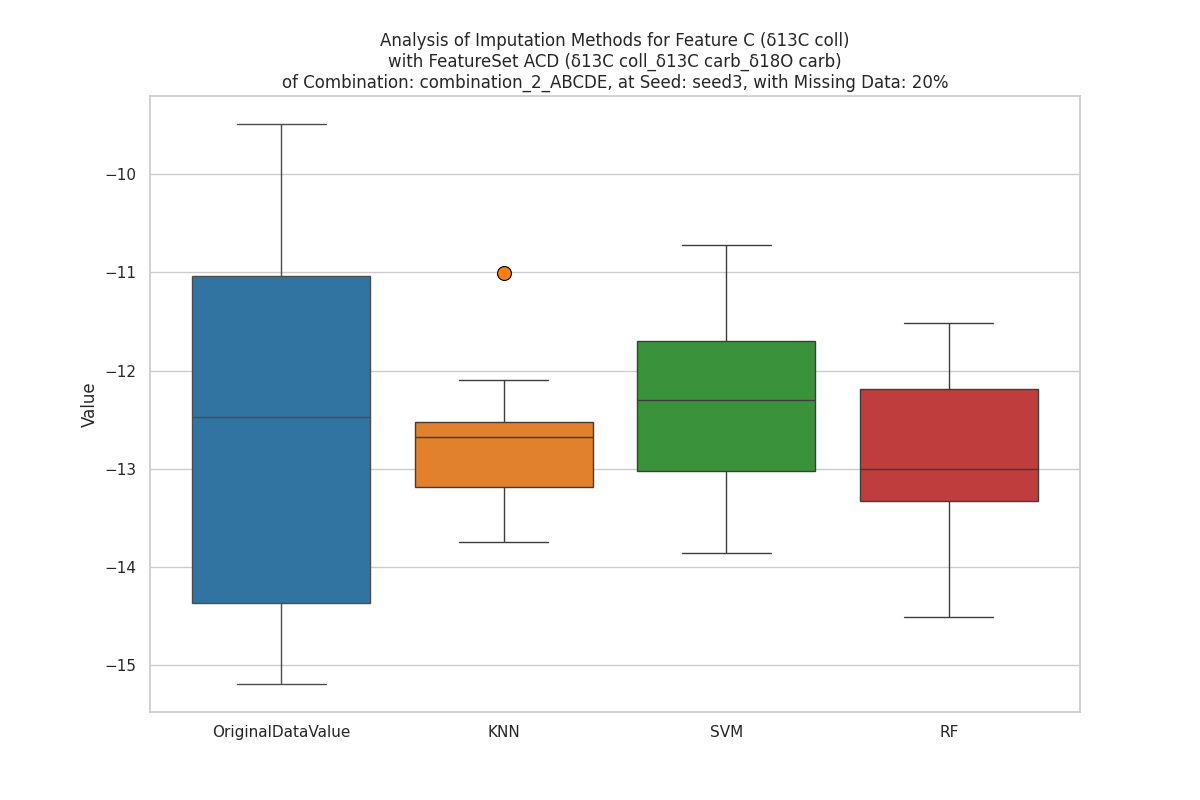 Analysis of Imputation Methods for Feature C (δ13C coll)
with FeatureSet ACD (δ13C coll_δ13C carb_δ18O carb)
of Combination: combination_2_ABCDE, at Seed: seed3, with Missing Data: 20%
Value
−10
−11
−12
−13
−14
−15
OriginalDataValue
KNN
SVM
RF